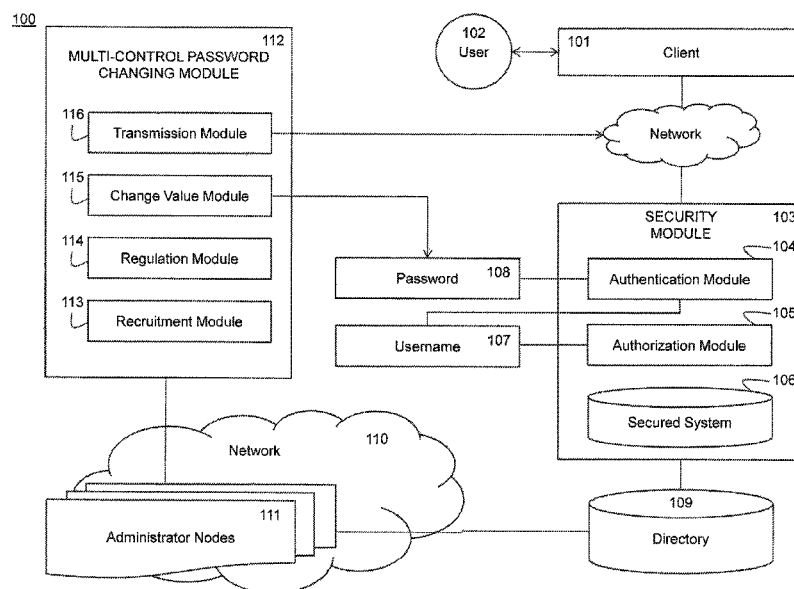 100
MULTI-CONTROL PASSWORD
CHANGING MODULE
112
116
Transmission Module
115
Change Value Module
114
Regulation Module
113
Recruitment Module
102
User
101
Client
Network
SECURITY
MODULE
103
104
Authentication Module
105
Authorization Module
106
Secured System
Password
108
Username
107
Network
110
111
Administrator Nodes
109
Directory